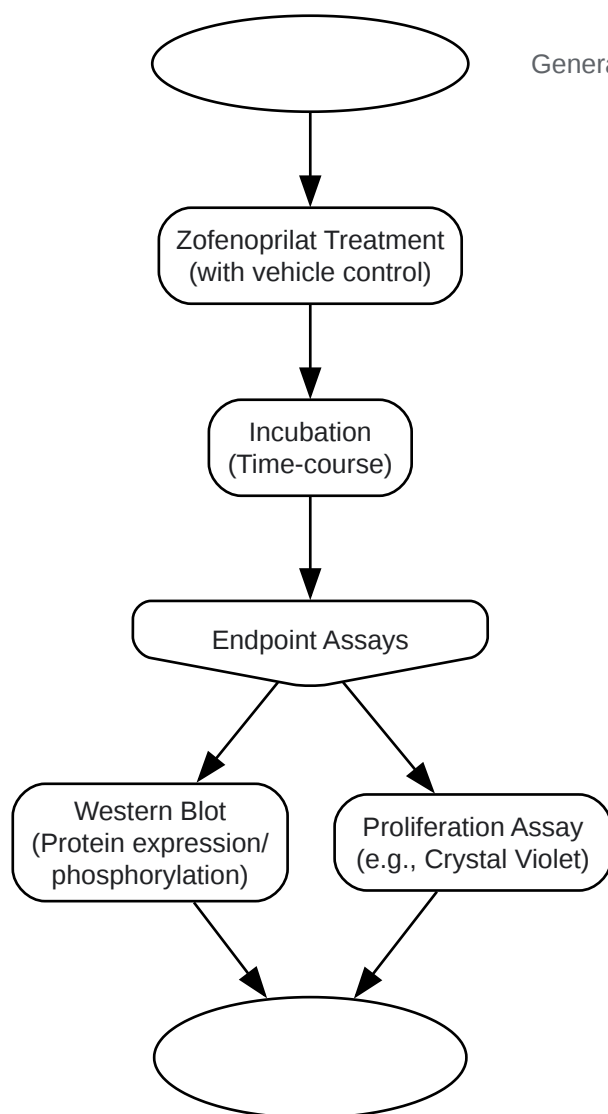 Genera
Zofenoprilat Treatment
(with vehicle control)
Incubation
(Time-course)
Endpoint Assays
Western Blot
(Protein expression/
phosphorylation)
Proliferation Assay
(e.g., Crystal Violet)